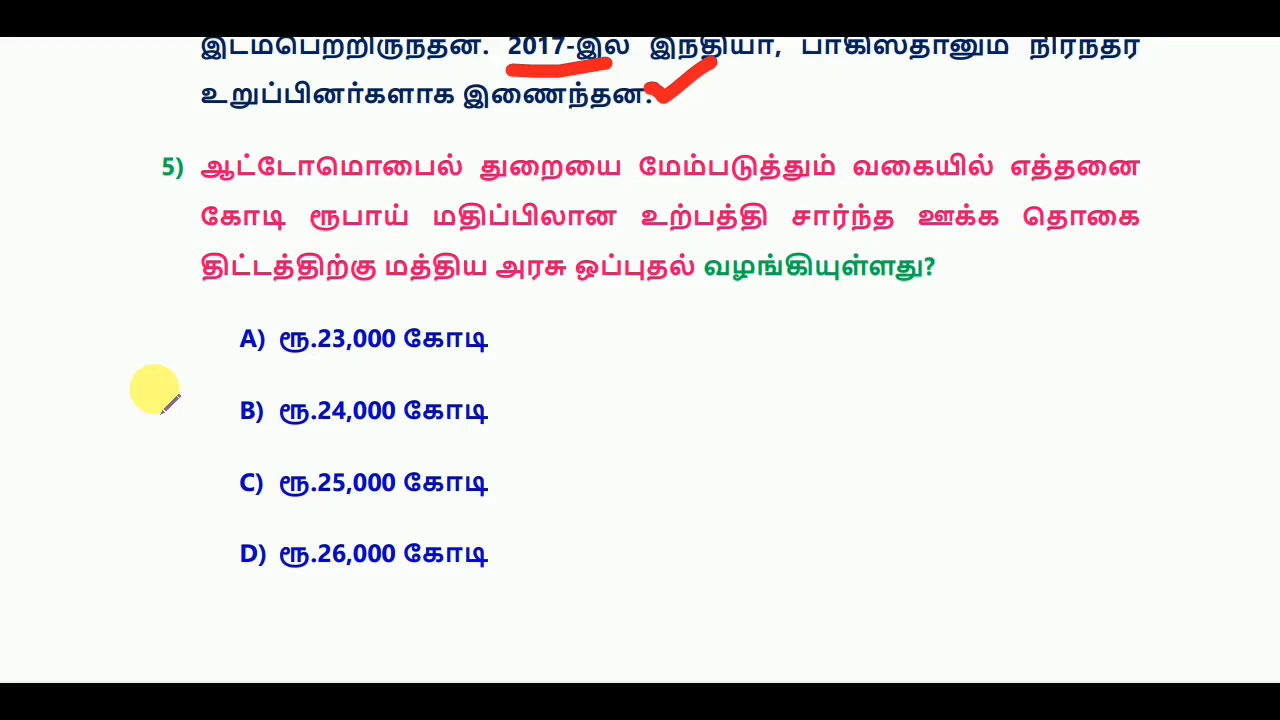 இடம்பெற்றிருந்தன. 2017-இல் இந்தியா, பாகிஸ்தானும் நிரந்தர
உறுப்பினர்களாக இணைந்தன.
5) ஆட்டோமொபைல் துறையை மேம்படுத்தும் வகையில் எத்தனை
கோடி ரூபாய் மதிப்பிலான உற்பத்தி சார்ந்த ஊக்க தொகை
திட்டத்திற்கு மத்திய அரசு ஒப்புதல் வழங்கியுள்ளது?
A) ரூ.23,000 கோடி
B) ரூ.24,000 கோடி
C) ரூ.25,000 கோடி
D) ரூ.26,000 கோடி